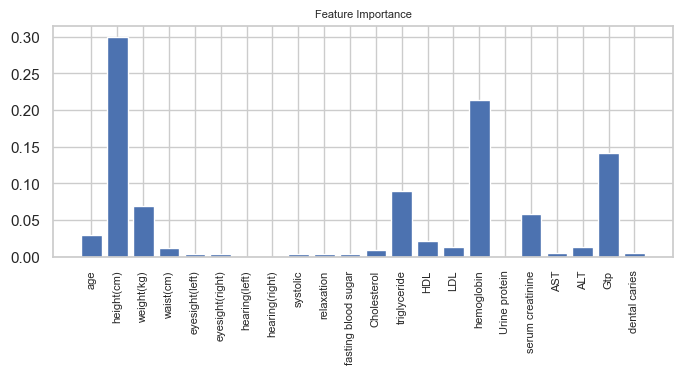 Feature Importance
0.30
0.25
0.20
0.15
0.10
0.05
0.00
age
height(cm)
weight(kg)
waist(cm)
eyesight(left)
eyesight(right)
hearing(left)
hearing(right)
systolic
relaxation
fasting blood sugar
Cholesterol
triglyceride
HDL
LDL
hemoglobin
Urine protein
serum creatinine
AST
ALT
Gtp
dental caries